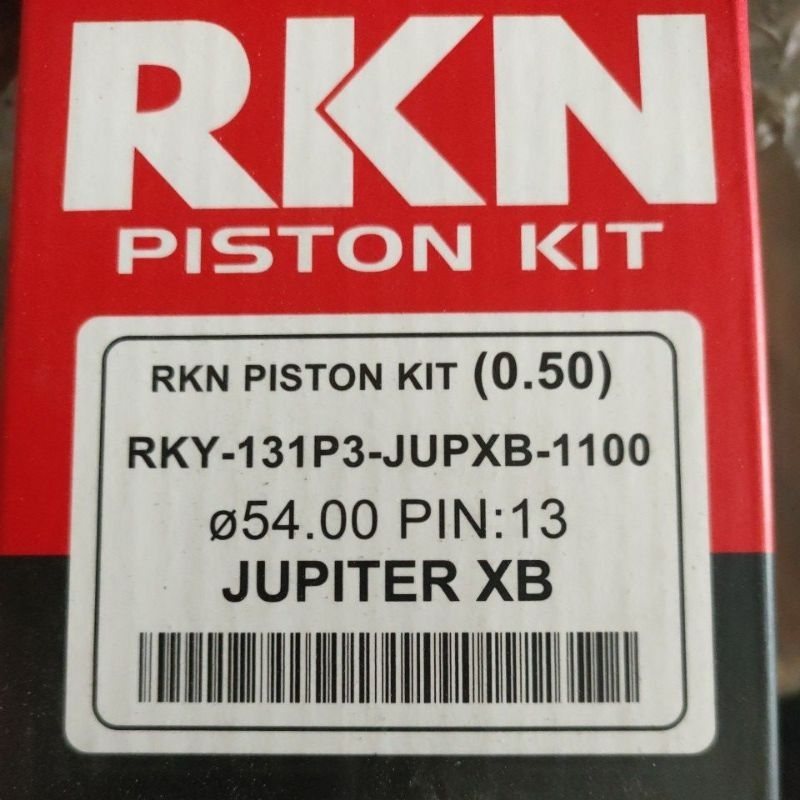 RKN
PISTON KIT
RKN PISTON KIT (0.50)
RKY-131P3-JUPXB-1100
ø54.00 PIN:13
JUPITER XB